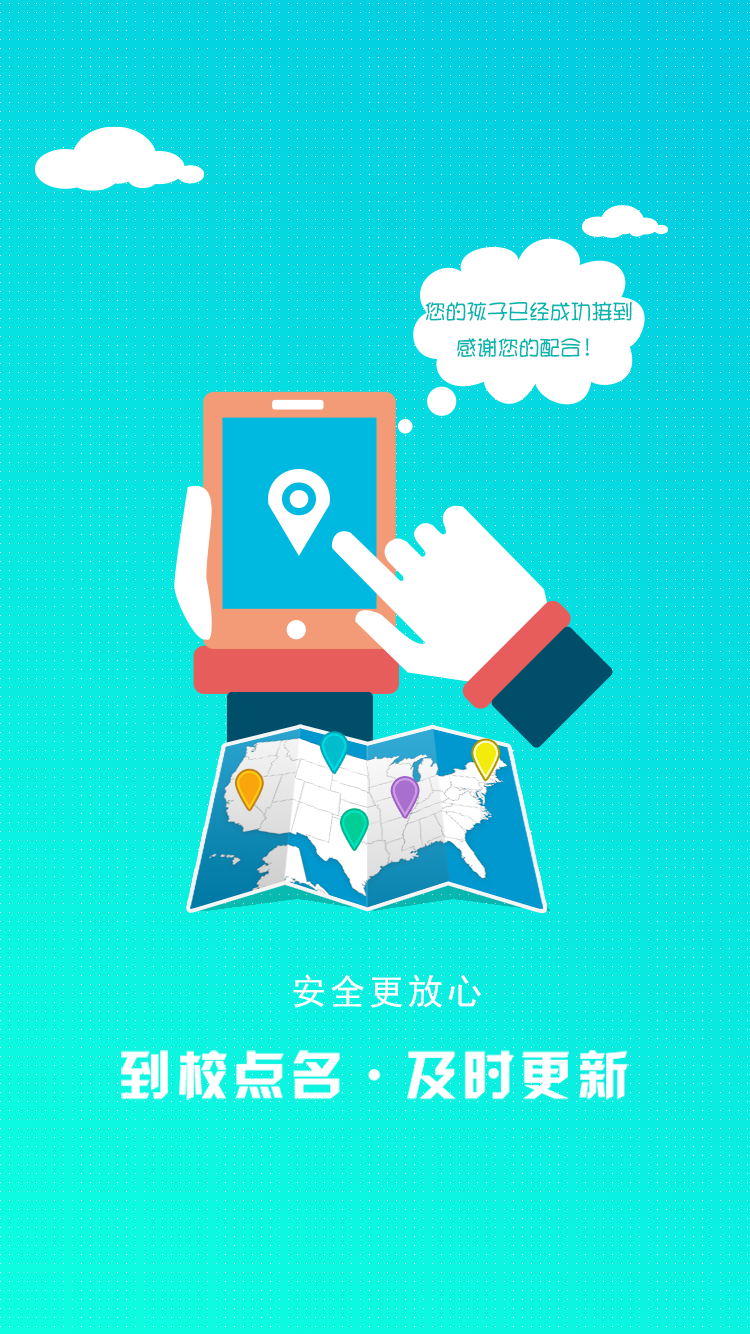 您的孩子已经成功接到
感谢您的配合!
安全更放心
到校点名·及时更新